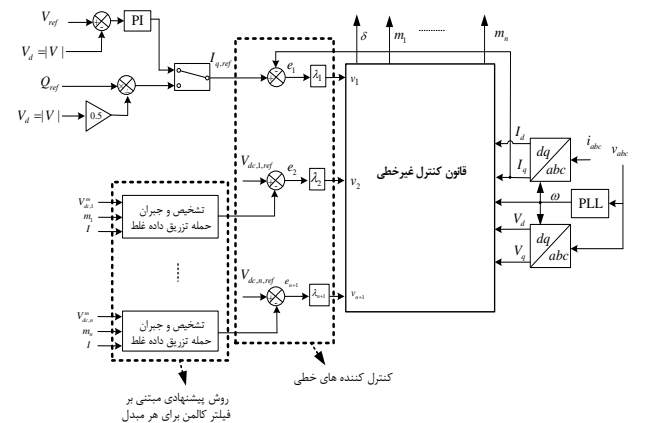 V_ref
PI
V_d=|V|
I_q,ref
Q_ref
V_d=|V|
0.5
e_1
λ_1
v_1
δ
m_1
..........
m_n
قانون کنترل غیرخطی
I_d
I_q
ω
V_d
V_q
dq
abc
i_abc
v_abc
PLL
dq
abc
V_dc,1,ref
e_2
λ_2
v_2
V^m_dc,1
m_1
I
تشخیص و جبران
حمله تزریق داده غلط
V_dc,n,ref
e_n+1
λ_n+1
v_n+1
V^m_dc,n
m_n
I
تشخیص و جبران
حمله تزریق داده غلط
کنترل کننده های خطی
روش پیشنهادی مبتنی بر
فیلتر کالمن برای هر مبدل